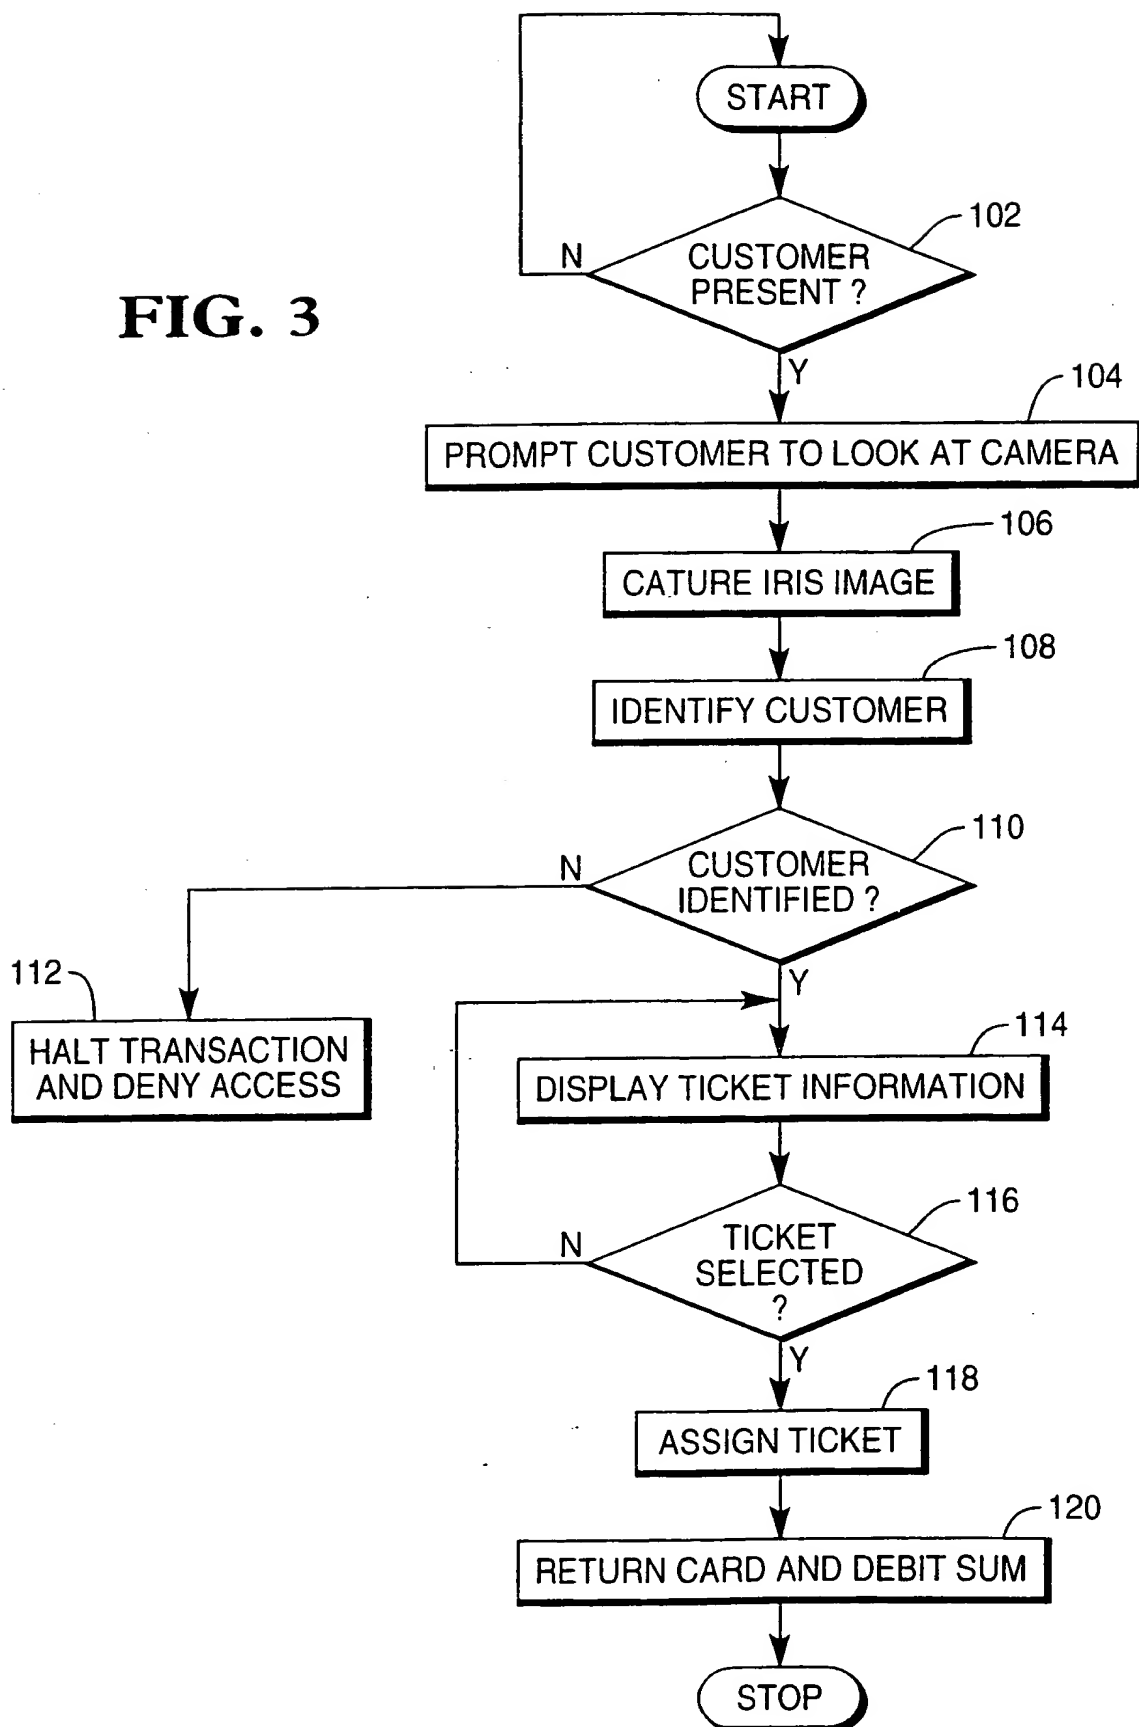 START
102
N
CUSTOMER
PRESENT ?
FIG. 3
Y
104
PROMPT CUSTOMER TO LOOK AT CAMERA
106
CATURE IRIS IMAGE
108
IDENTIFY CUSTOMER
110
N
CUSTOMER
IDENTIFIED ?
112
Y
HALT TRANSACTION
AND DENY ACCESS
114
DISPLAY TICKET INFORMATION
116
N
TICKET
SELECTED
?
Y
118
ASSIGN TICKET
120
RETURN CARD AND DEBIT SUM
STOP